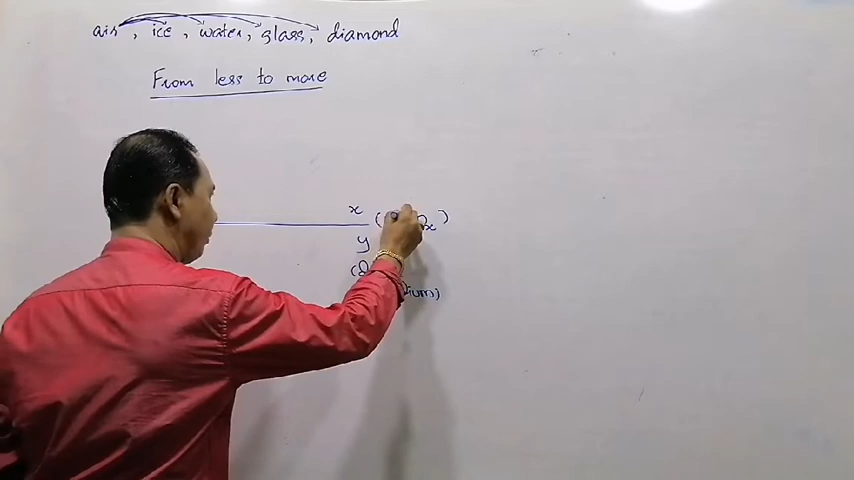 air , ice , water , glass , diamond
From less to more
x
y